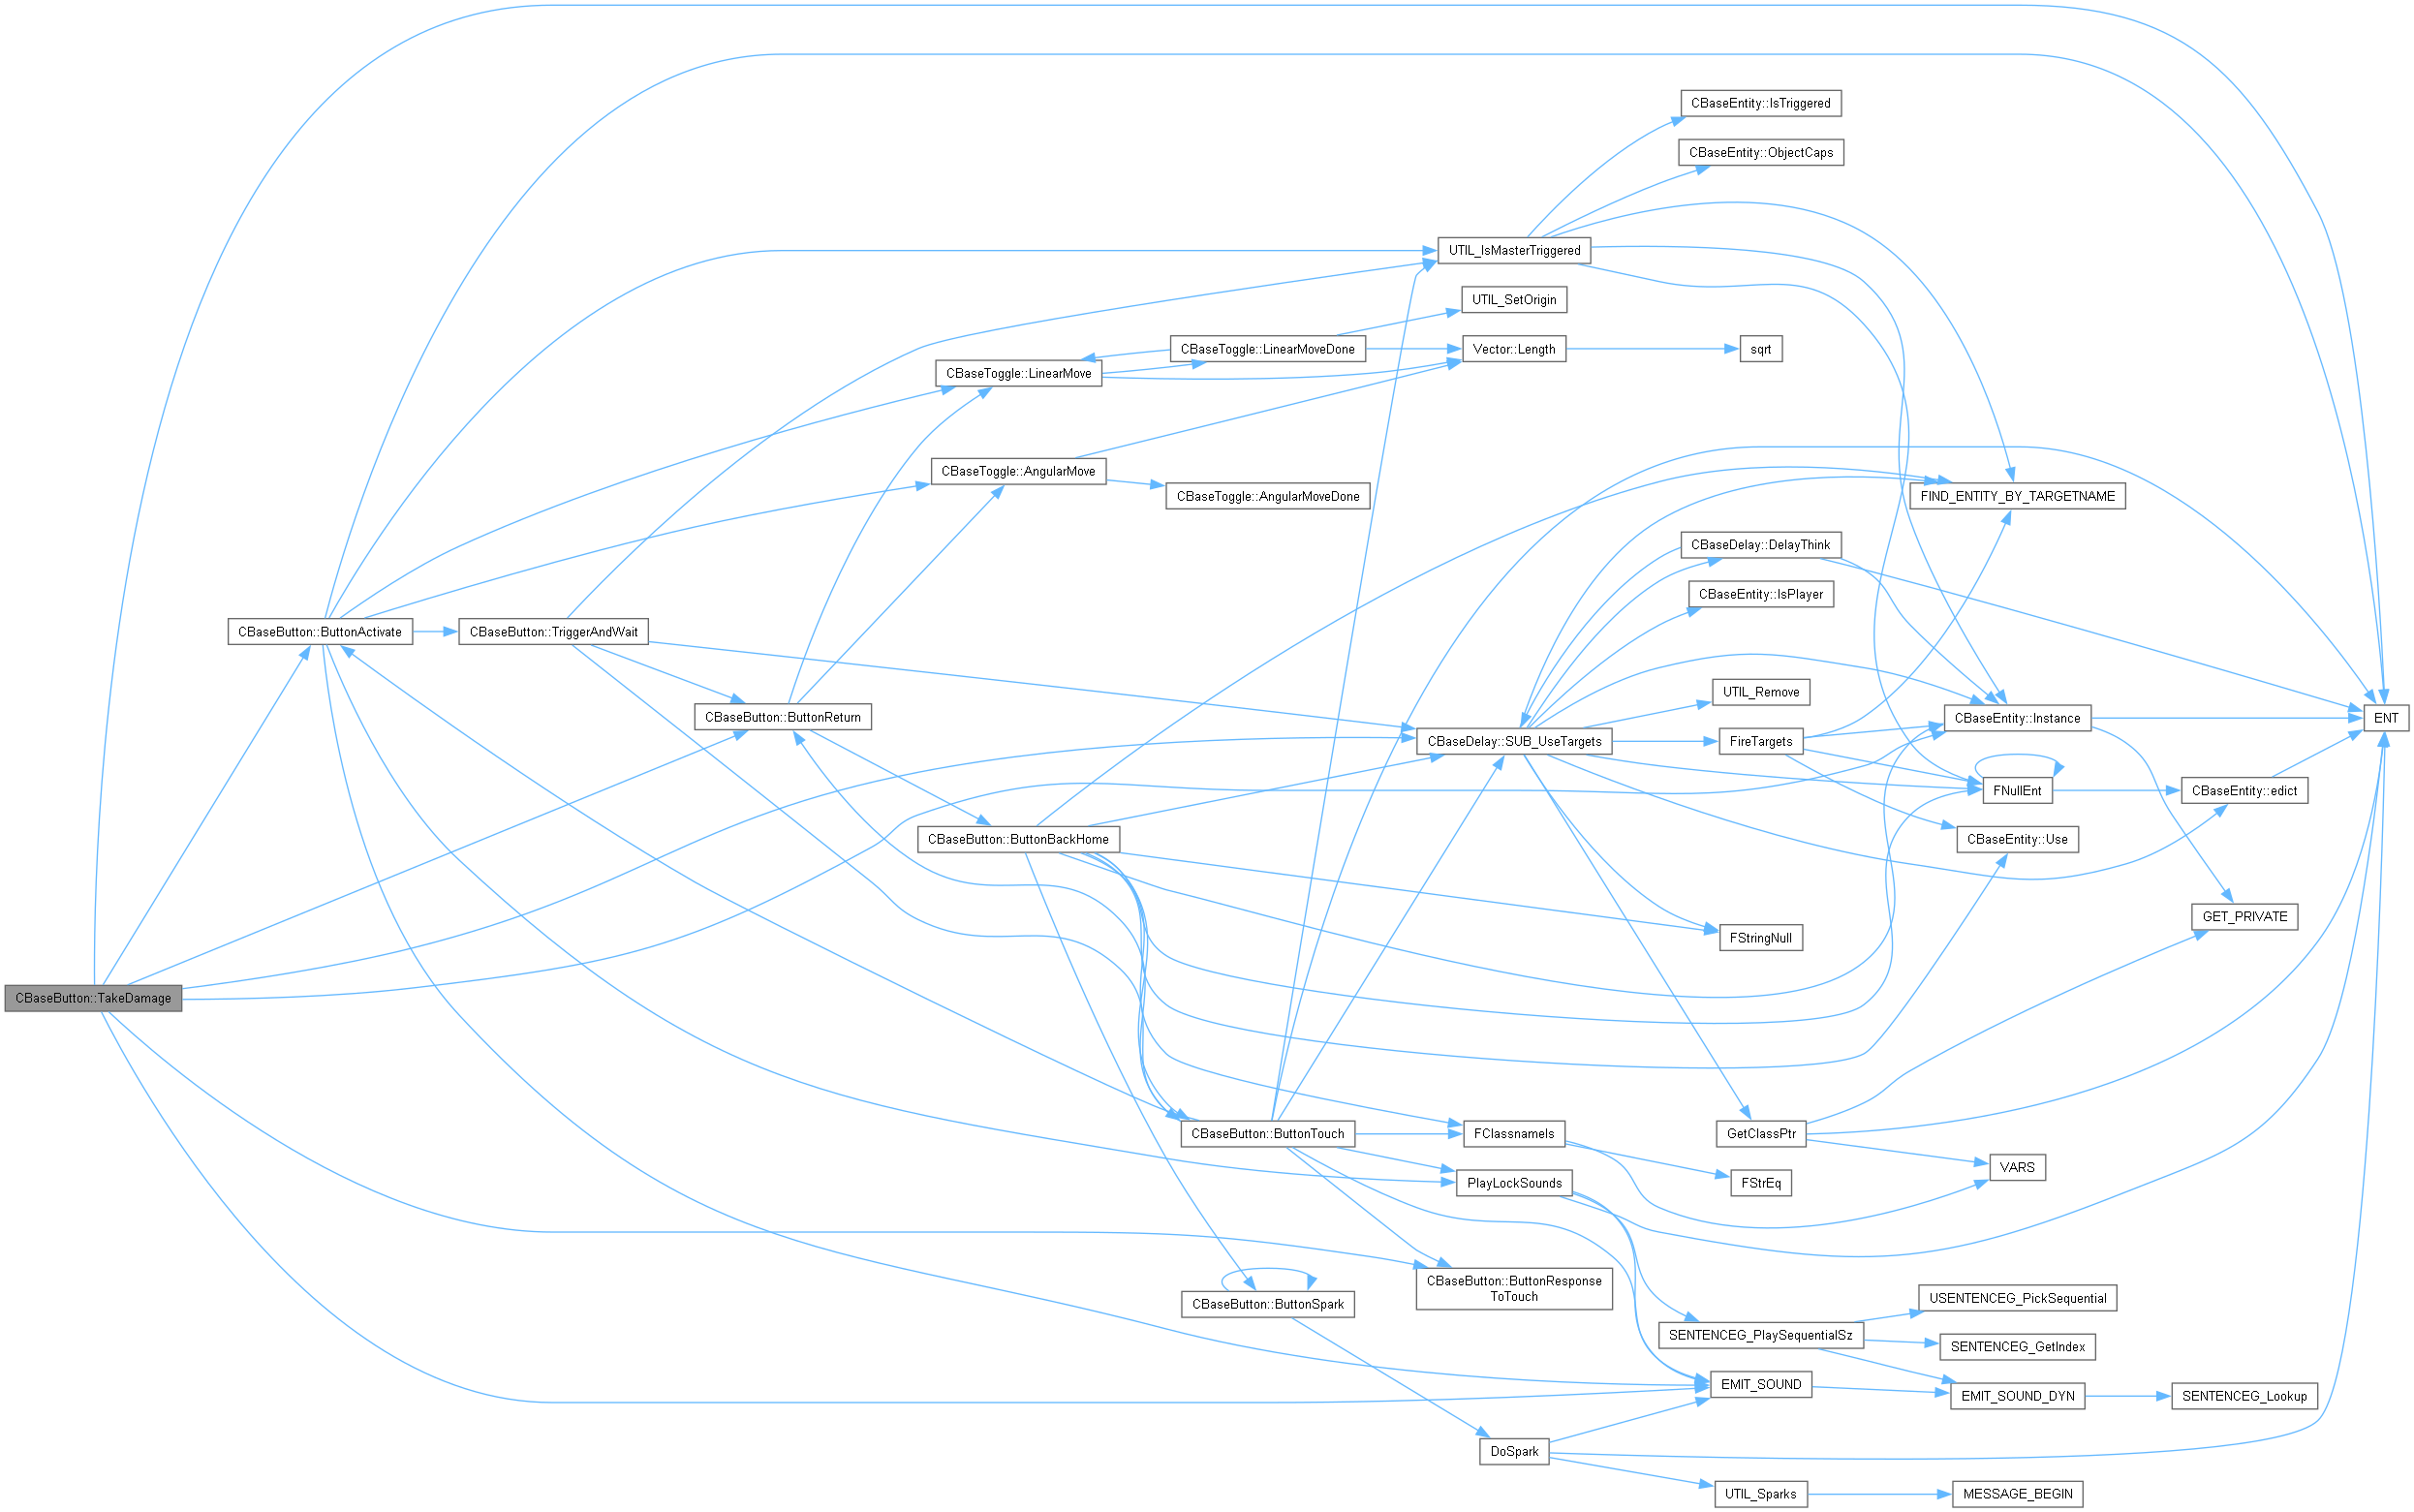 CBaseEntity::IsTriggered
CBaseEntity::ObjectCaps
UTIL_IsMasterTriggered
UTIL_SetOrigin
CBaseToggle::LinearMoveDone
Vector::Length
sqrt
CBaseToggle::LinearMove
CBaseToggle::AngularMove
CBaseToggle::AngularMoveDone
FIND_ENTITY_BY_TARGETNAME
CBaseDelay::DelayThink
CBaseEntity::IsPlayer
CBaseButton::ButtonActivate
CBaseButton::TriggerAndWait
UTIL_Remove
CBaseButton::ButtonReturn
CBaseEntity::Instance
ENT
CBaseDelay::SUB_UseTargets
FireTargets
FNullEnt
CBaseEntity::edict
CBaseButton::ButtonBackHome
CBaseEntity::Use
GET_PRIVATE
FStringNull
CBaseButton::TakeDamage
CBaseButton::ButtonTouch
FClassnameIs
GetClassPtr
VARS
PlayLockSounds
FStrEq
CBaseButton::ButtonResponse
ToTouch
CBaseButton::ButtonSpark
USENTENCEG_PickSequential
SENTENCEG_PlaySequentialSz
SENTENCEG_GetIndex
EMIT_SOUND
EMIT_SOUND_DYN
SENTENCEG_Lookup
DoSpark
UTIL_Sparks
MESSAGE_BEGIN